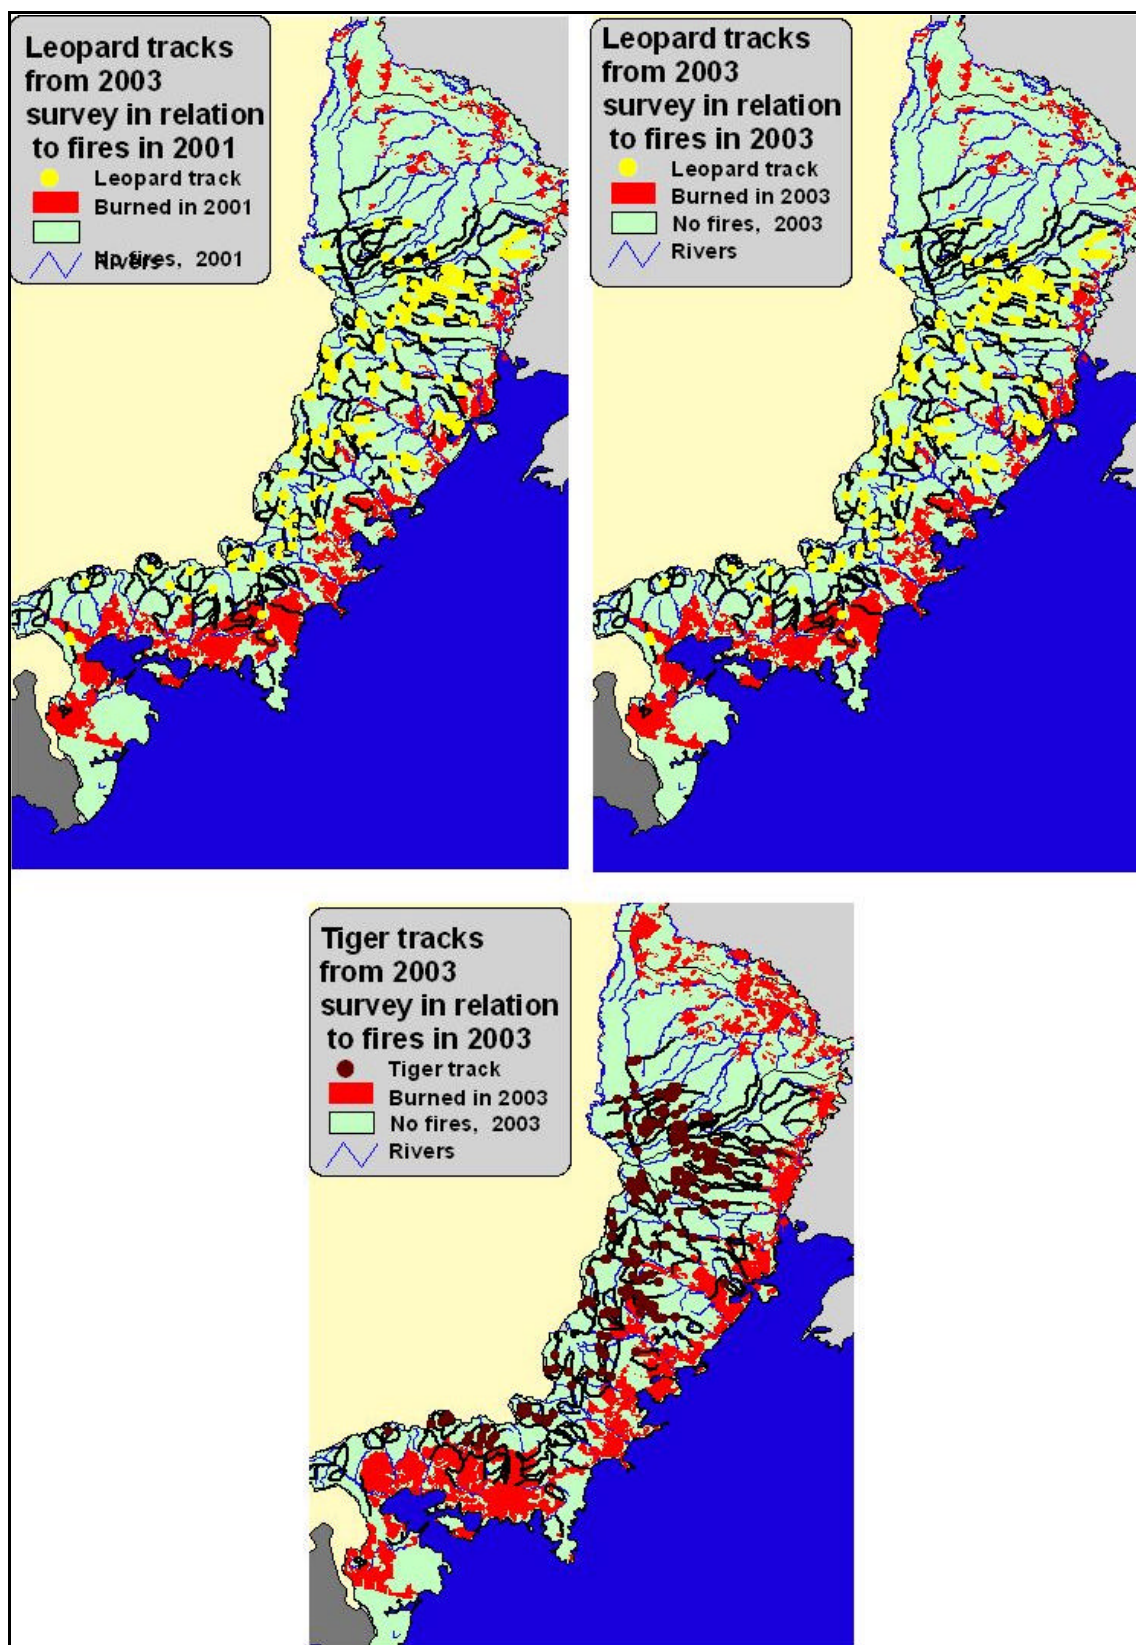 Leopard tracks
from 2003
survey in relation
to fires in 2001
Leopard track
Burned in 2001
No fires, 2001
Rivers
Leopard tracks
from 2003
survey in relation
to fires in 2003
Leopard track
Burned in 2003
No fires, 2003
Rivers
Tiger tracks
from 2003
survey in relation
to fires in 2003
Tiger track
Burned in 2003
No fires, 2003
Rivers